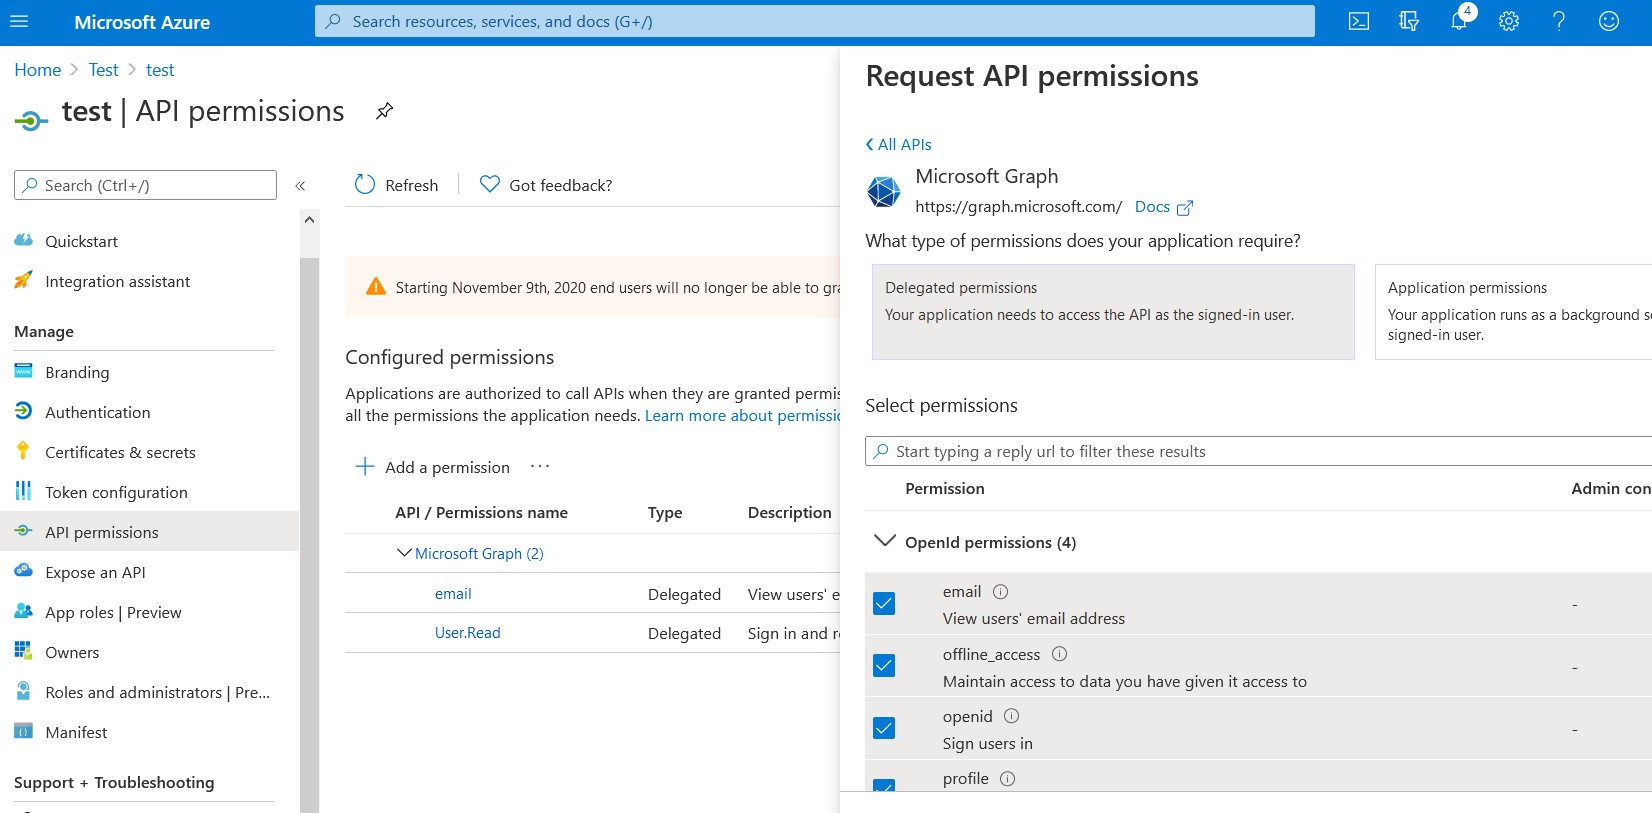 Microsoft Azure
Search resources, services, and docs (G+/)
4
Home > Test > test
test | API permissions
Search (Ctrl+/)
«
Quickstart
Integration assistant
Manage
Branding
Authentication
Certificates & secrets
Token configuration
API permissions
Expose an API
App roles | Preview
Owners
Roles and administrators | Pre...
Manifest
Support + Troubleshooting
Refresh
Got feedback?
Starting November 9th, 2020 end users will no longer be able to gra
Configured permissions
Applications are authorized to call APIs when they are granted permis
all the permissions the application needs. Learn more about permissio
Add a permission ...
API / Permissions name Type Description
Microsoft Graph (2)
email Delegated View users' e
User.Read Delegated Sign in and r
Request API permissions
All APIs
Microsoft Graph
https://graph.microsoft.com/ Docs
What type of permissions does your application require?
Delegated permissions
Your application needs to access the API as the signed-in user.
Application permissions
Your application runs as a background s
signed-in user.
Select permissions
Start typing a reply url to filter these results
Permission Admin con
OpenId permissions (4)
email
View users' email address -
offline_access
Maintain access to data you have given it access to -
openid
Sign users in -
profile